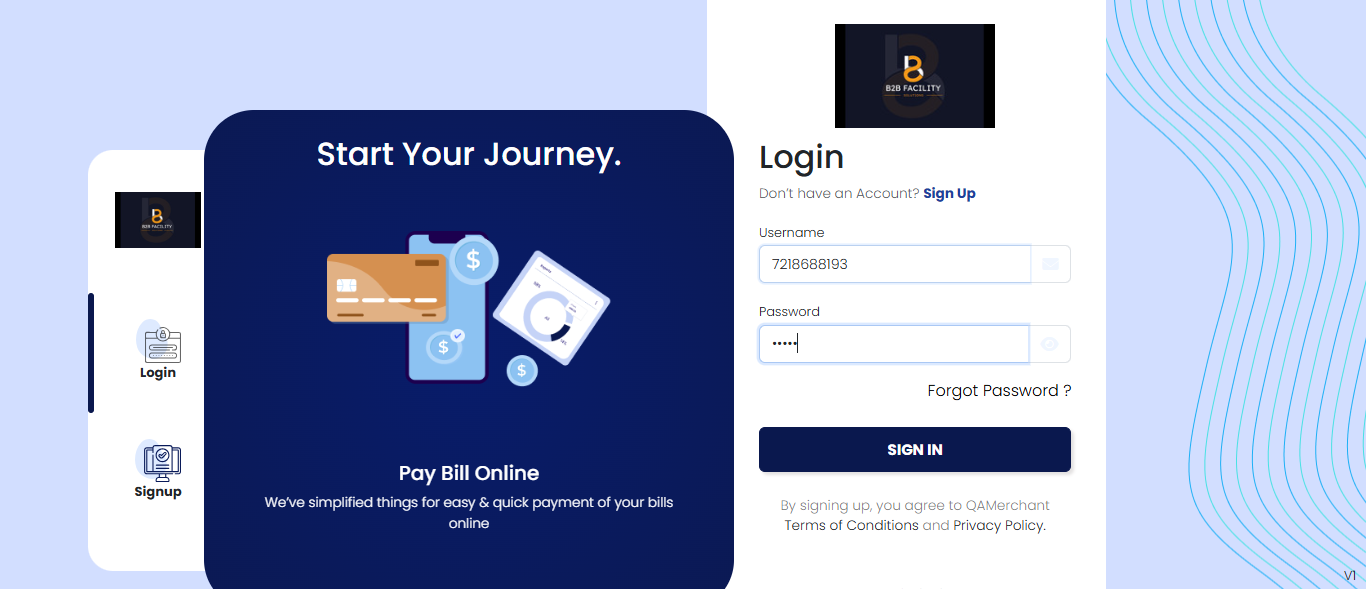 B2B FACILITY
Login
Signup
Start Your Journey.
$
$
$
Pay Bill Online
We've simplified things for easy & quick payment of your bills
online
B2B FACILITY
Login
Don't have an Account? Sign Up
Username
7218688193
Password
•••••
Forgot Password ?
SIGN IN
By signing up, you agree to QAMerchant
Terms of Conditions and Privacy Policy.
V1